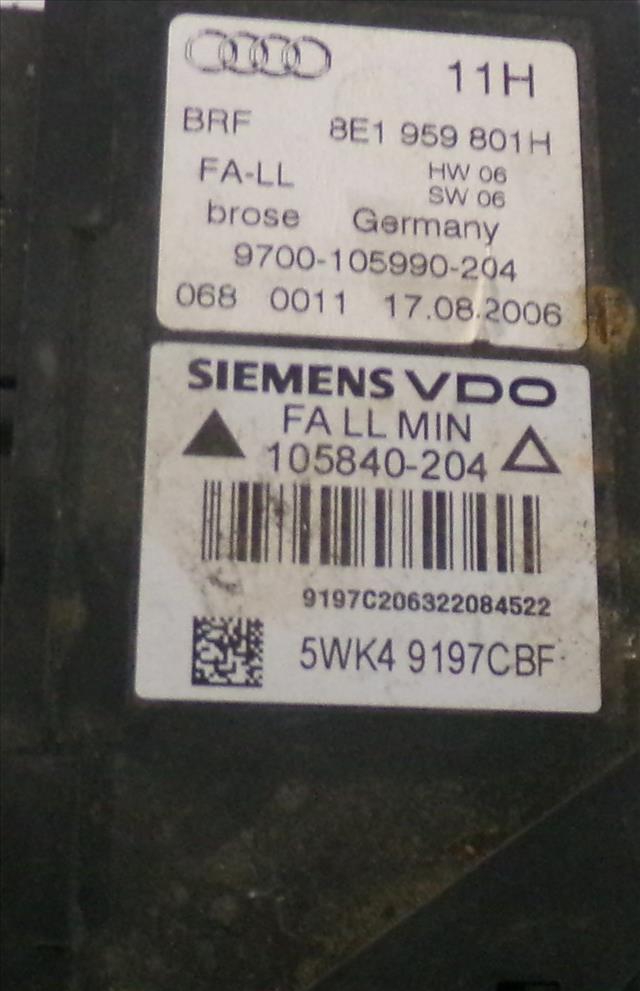 11H
BRF 8E1 959 801H
FA-LL HW 06
SW 06
brose Germany
9700-105990-204
068 0011 17.08.2006
SIEMENS VDO
FA LL MIN
105840-204
9197C206322084522
5WK4 9197CBF